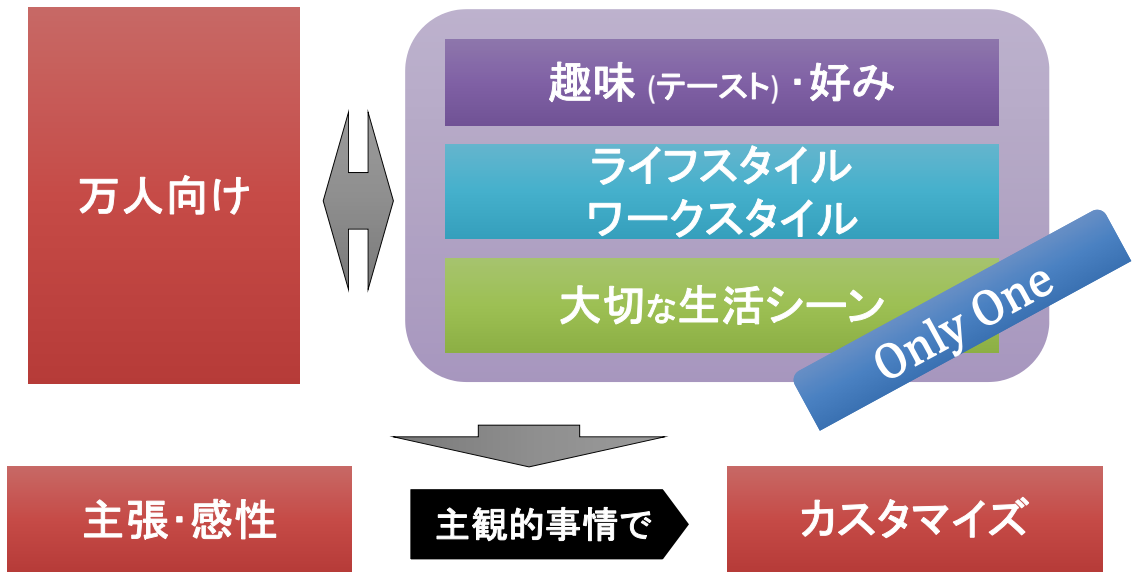 万人向け
趣味 (テースト)・好み
ライフスタイル
ワークスタイル
大切な生活シーン
Only One
主張・感性
主観的事情で
カスタマイズ